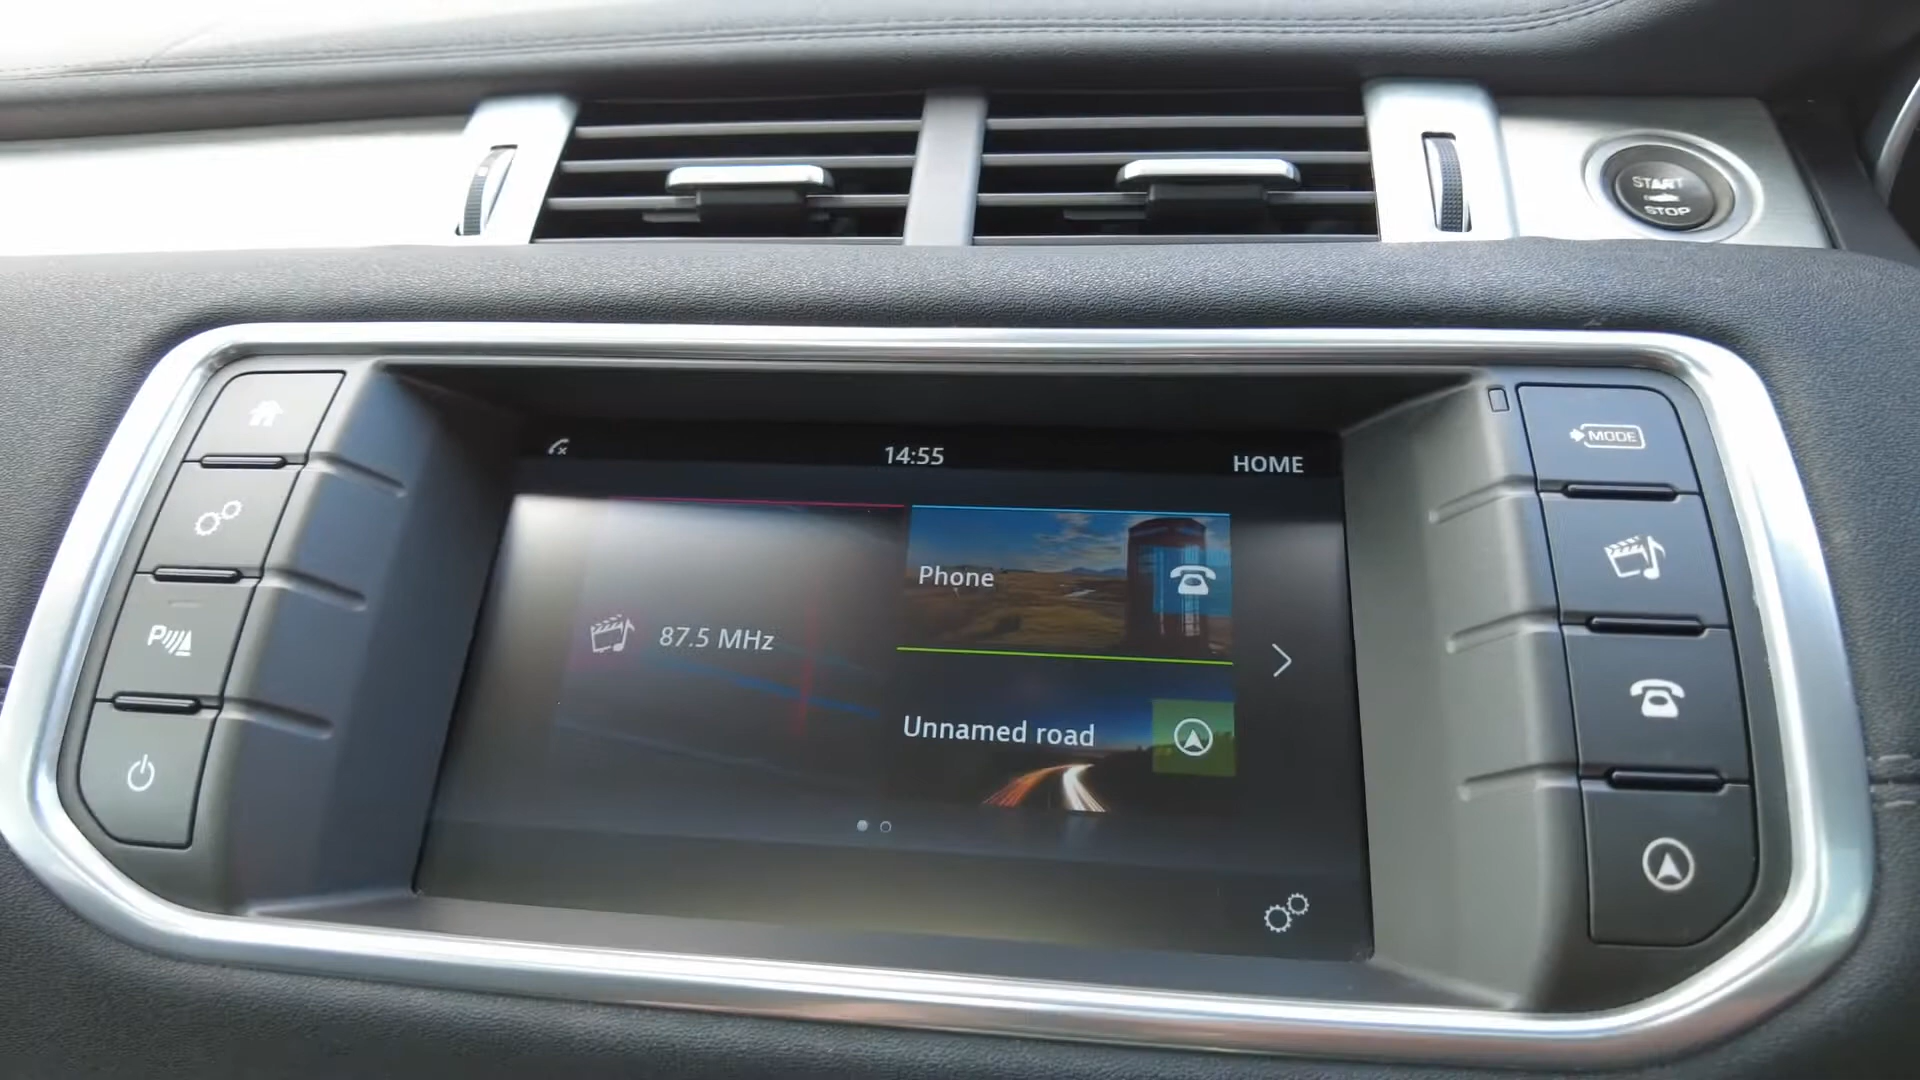 START
STOP
14:55
HOME
MODE
Phone
87.5 MHz
P
Unnamed road